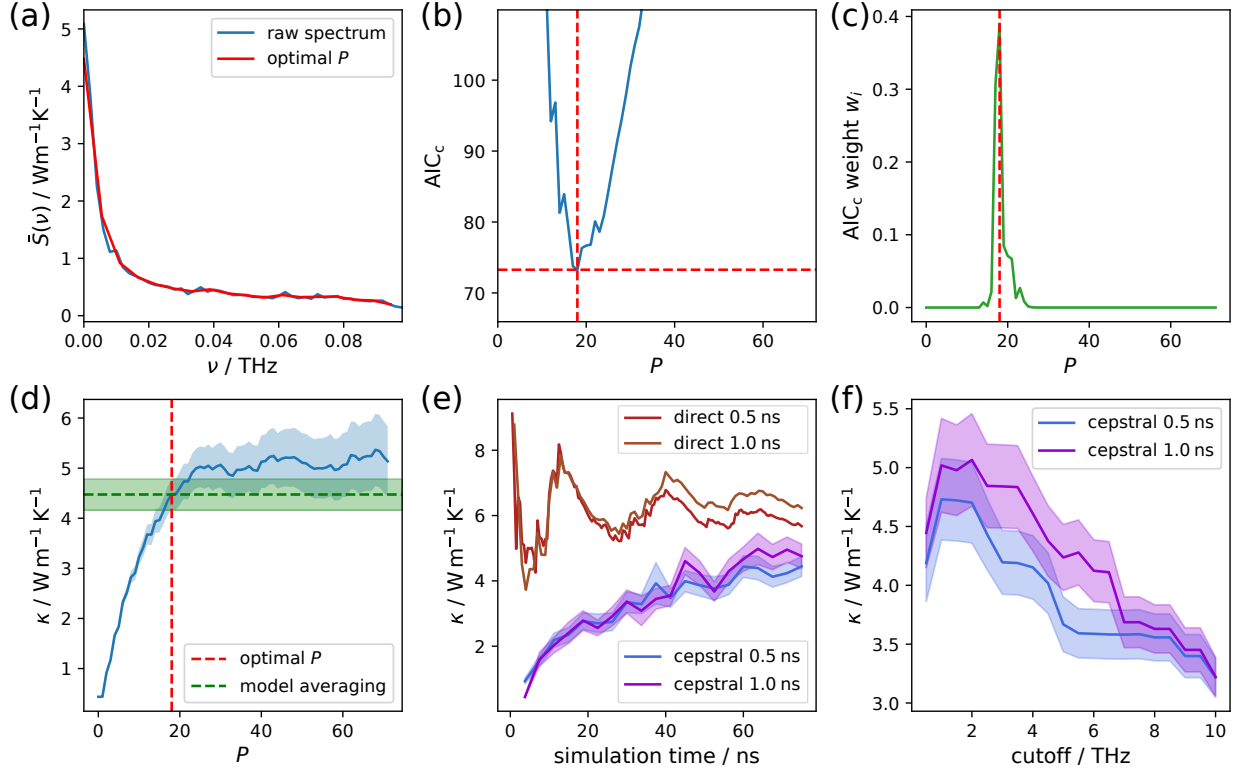 (a)
5
4
3
2
1
0
S̄(ν) / Wm⁻¹K⁻¹
raw spectrum
optimal P
0.00
0.02
0.04
0.06
0.08
ν / THz
(b)
100
90
80
70
AIC_c
0
20
40
60
P
(c)
0.4
0.3
0.2
0.1
0.0
AIC_c weight w_i
0
20
40
60
P
(d)
6
5
4
3
2
1
κ / W m⁻¹ K⁻¹
optimal P
model averaging
0
20
40
60
P
(e)
8
6
4
2
κ / W m⁻¹ K⁻¹
direct 0.5 ns
direct 1.0 ns
cepstral 0.5 ns
cepstral 1.0 ns
0
20
40
60
simulation time / ns
(f)
5.5
5.0
4.5
4.0
3.5
3.0
κ / W m⁻¹ K⁻¹
cepstral 0.5 ns
cepstral 1.0 ns
2
4
6
8
10
cutoff / THz